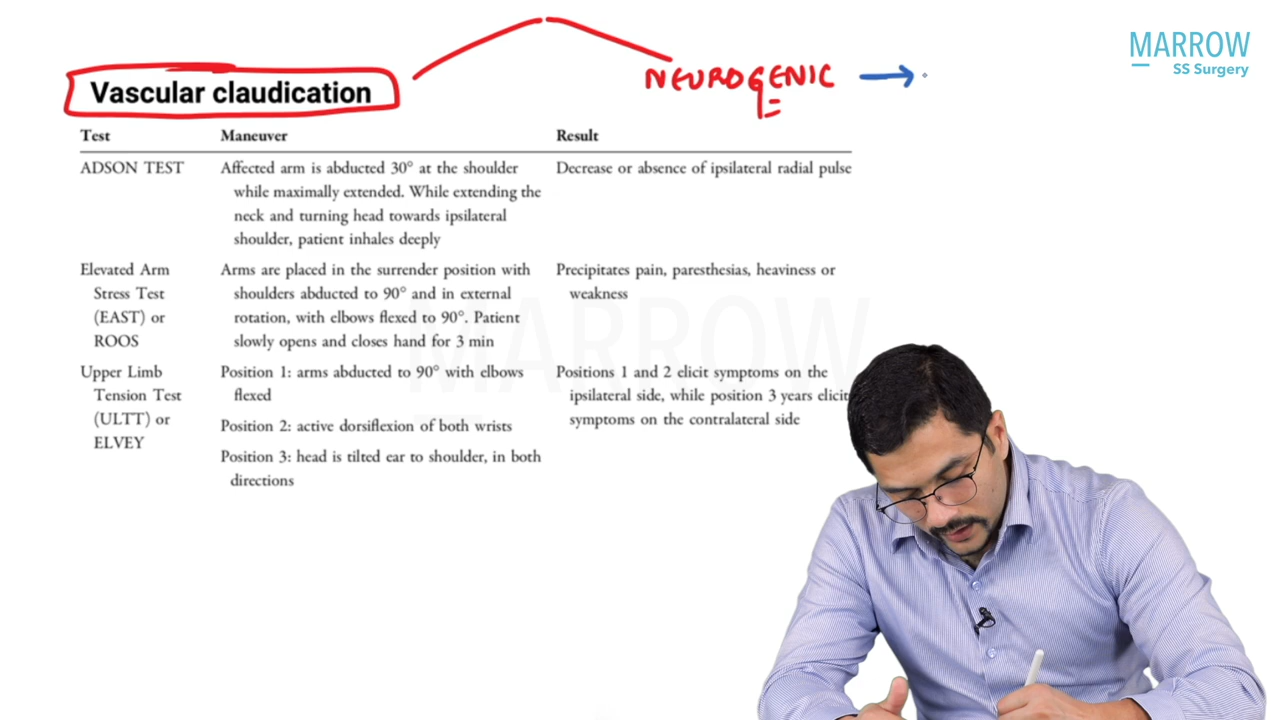 MARROW
SS Surgery
Vascular claudication
NEUROGENIC
Test Maneuver Result
ADSON TEST Affected arm is abducted 30° at the shoulder Decrease or absence of ipsilateral radial pulse
while maximally extended. While extending the
neck and turning head towards ipsilateral
shoulder, patient inhales deeply
Elevated Arm Arms are placed in the surrender position with Precipitates pain, paresthesias, heaviness or
Stress Test shoulders abducted to 90° and in external weakness
(EAST) or rotation, with elbows flexed to 90°. Patient
ROOS slowly opens and closes hand for 3 min
Upper Limb Position 1: arms abducted to 90° with elbows Positions 1 and 2 elicit symptoms on the
Tension Test flexed ipsilateral side, while position 3 years elicit
(ULTT) or Position 2: active dorsiflexion of both wrists symptoms on the contralateral side
ELVEY
Position 3: head is tilted ear to shoulder, in both
directions
MARROW